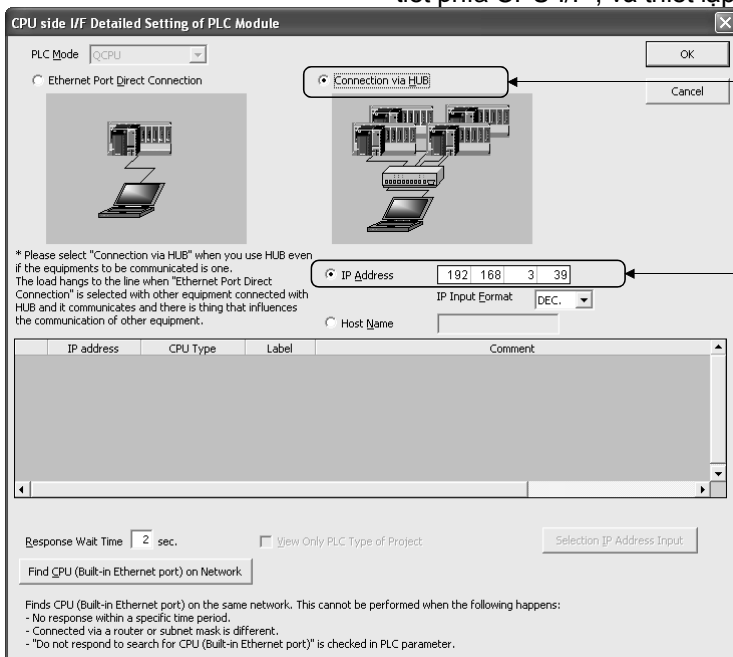 CPU side I/F Detailed Setting of PLC Module
PLC Mode QCPU
OK
Ethernet Port Direct Connection
Connection via HUB
Cancel
* Please select "Connection via HUB" when you use HUB even
if the equipments to be communicated is one.
The load hangs to the line when "Ethernet Port Direct
Connection" is selected with other equipment connected with
HUB and it communicates and there is thing that influences
the communication of other equipment.
IP Address 192 168 3 39
IP Input Format DEC.
Host Name
IP address CPU Type Label Comment
Response Wait Time 2 sec.
View Only PLC Type of Project
Selection IP Address Input
Find CPU (Built-in Ethernet port) on Network
Finds CPU (Built-in Ethernet port) on the same network. This cannot be performed when the following happens:
- No response within a specific time period.
- Connected via a router or subnet mask is different.
- "Do not respond to search for CPU (Built-in Ethernet port)" is checked in PLC parameter.